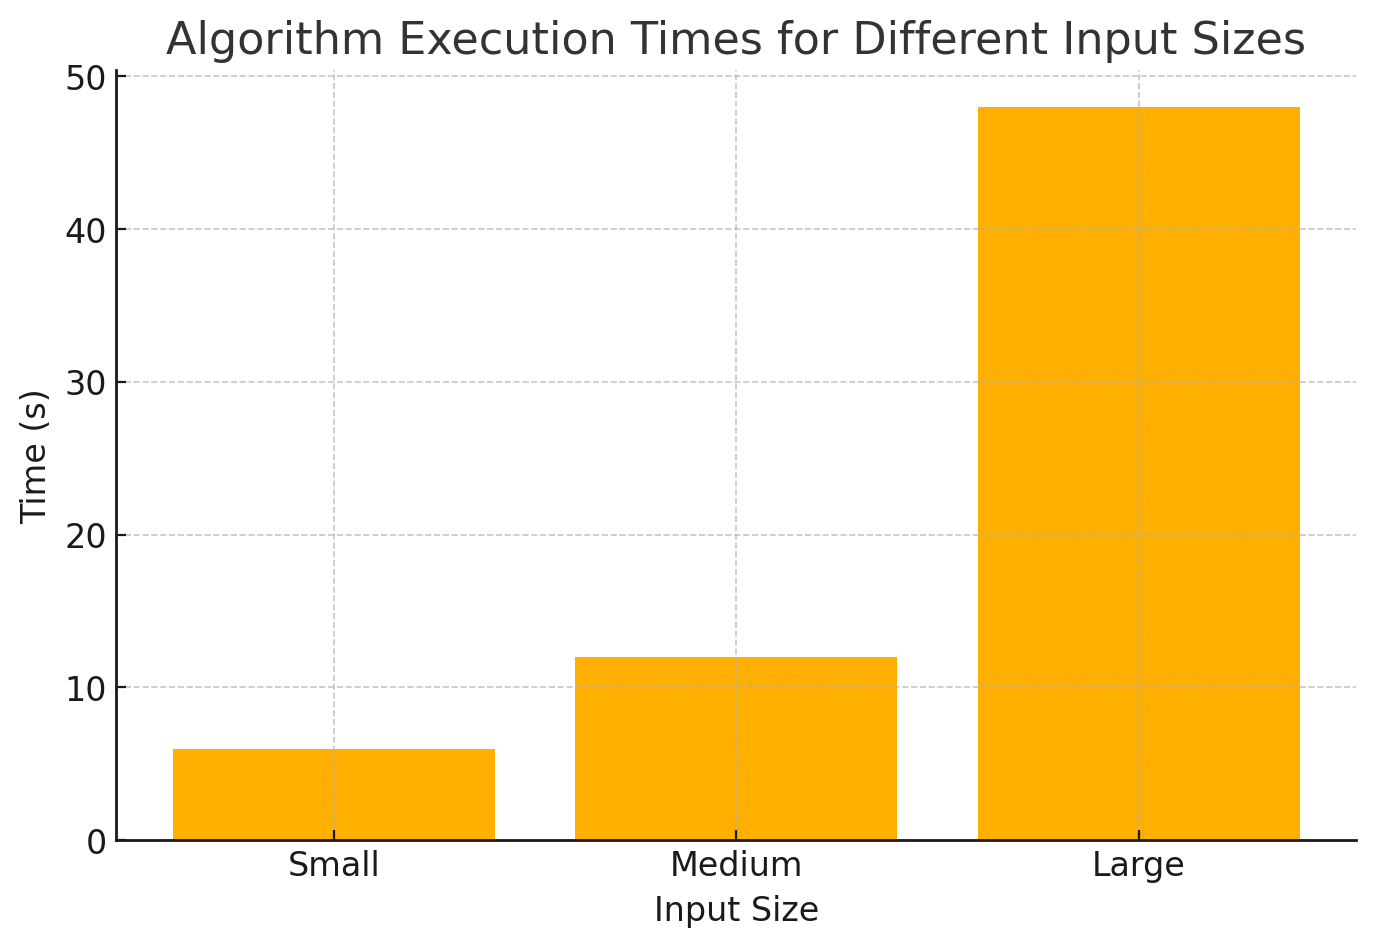 Algorithm Execution Times for Different Input Sizes
50
40
30
20
10
0
Time (s)
Small Medium Large
Input Size